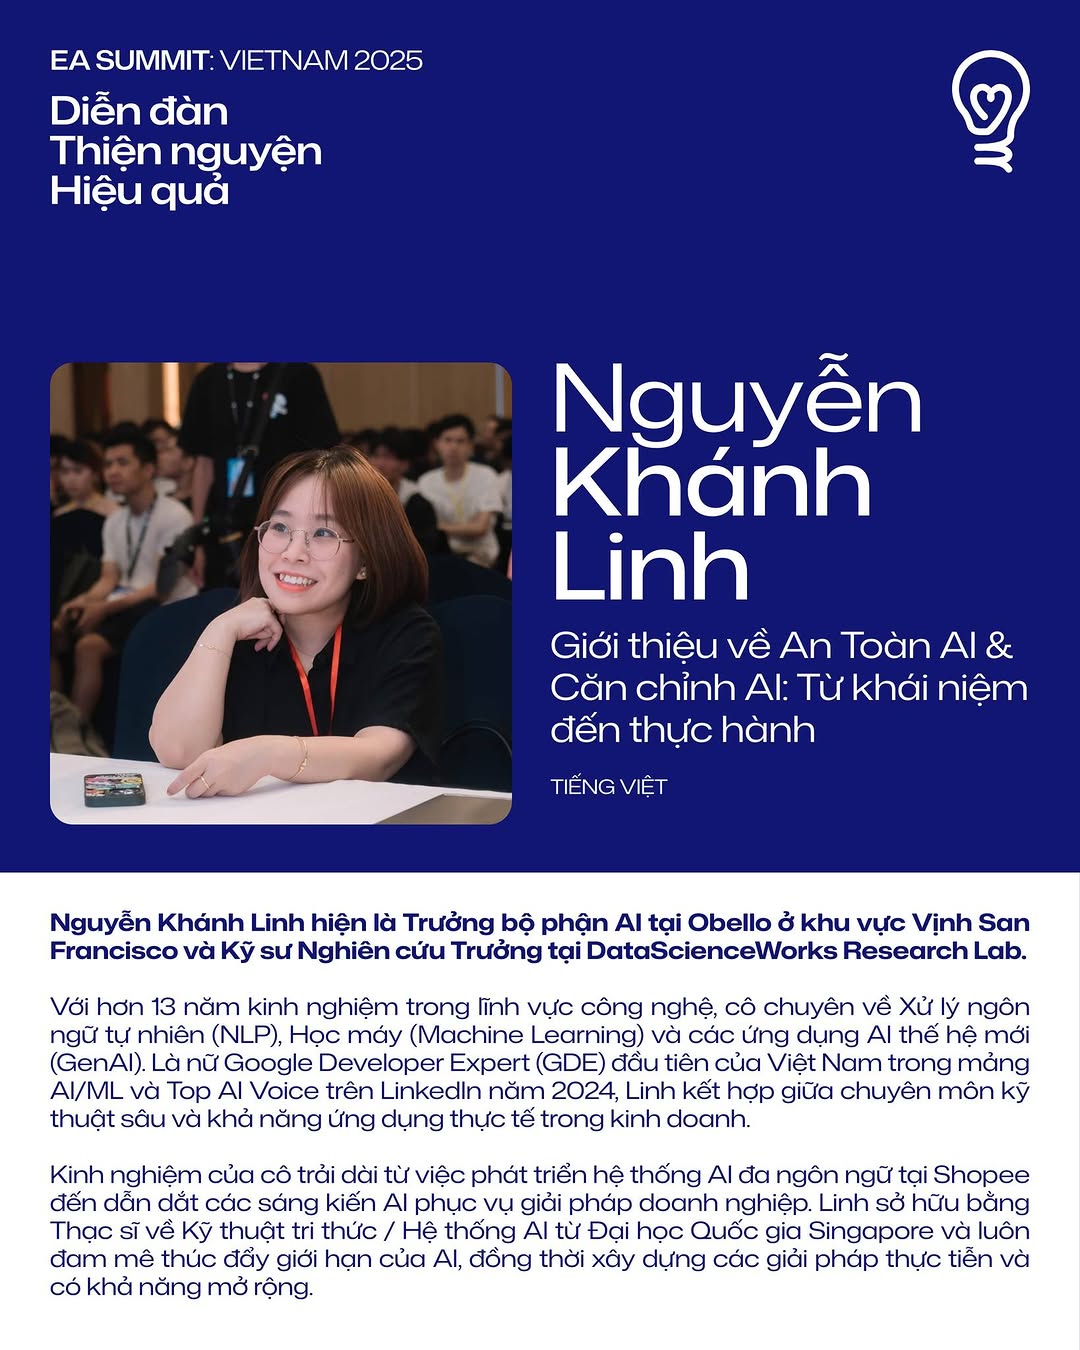 EA SUMMIT: VIETNAM 2025
Diễn đàn
Thiện nguyện
Hiệu quả
Nguyễn
Khánh
Linh
Giới thiệu về An Toàn AI &
Căn chỉnh AI: Từ khái niệm
đến thực hành
TIẾNG VIỆT
Nguyễn Khánh Linh hiện là Trưởng bộ phận AI tại Obello ở khu vực Vịnh San
Francisco và Kỹ sư Nghiên cứu Trưởng tại DataScienceWorks Research Lab.
Với hơn 13 năm kinh nghiệm trong lĩnh vực công nghệ, cô chuyên về Xử lý ngôn
ngữ tự nhiên (NLP), Học máy (Machine Learning) và các ứng dụng AI thế hệ mới
(GenAI). Là nữ Google Developer Expert (GDE) đầu tiên của Việt Nam trong mảng
AI/ML và Top AI Voice trên LinkedIn năm 2024, Linh kết hợp giữa chuyên môn kỹ
thuật sâu và khả năng ứng dụng thực tế trong kinh doanh.
Kinh nghiệm của cô trải dài từ việc phát triển hệ thống AI đa ngôn ngữ tại Shopee
đến dẫn dắt các sáng kiến AI phục vụ giải pháp doanh nghiệp. Linh sở hữu bằng
Thạc sĩ về Kỹ thuật tri thức / Hệ thống AI từ Đại học Quốc gia Singapore và luôn
đam mê thúc đẩy giới hạn của AI, đồng thời xây dựng các giải pháp thực tiễn và
có khả năng mở rộng.